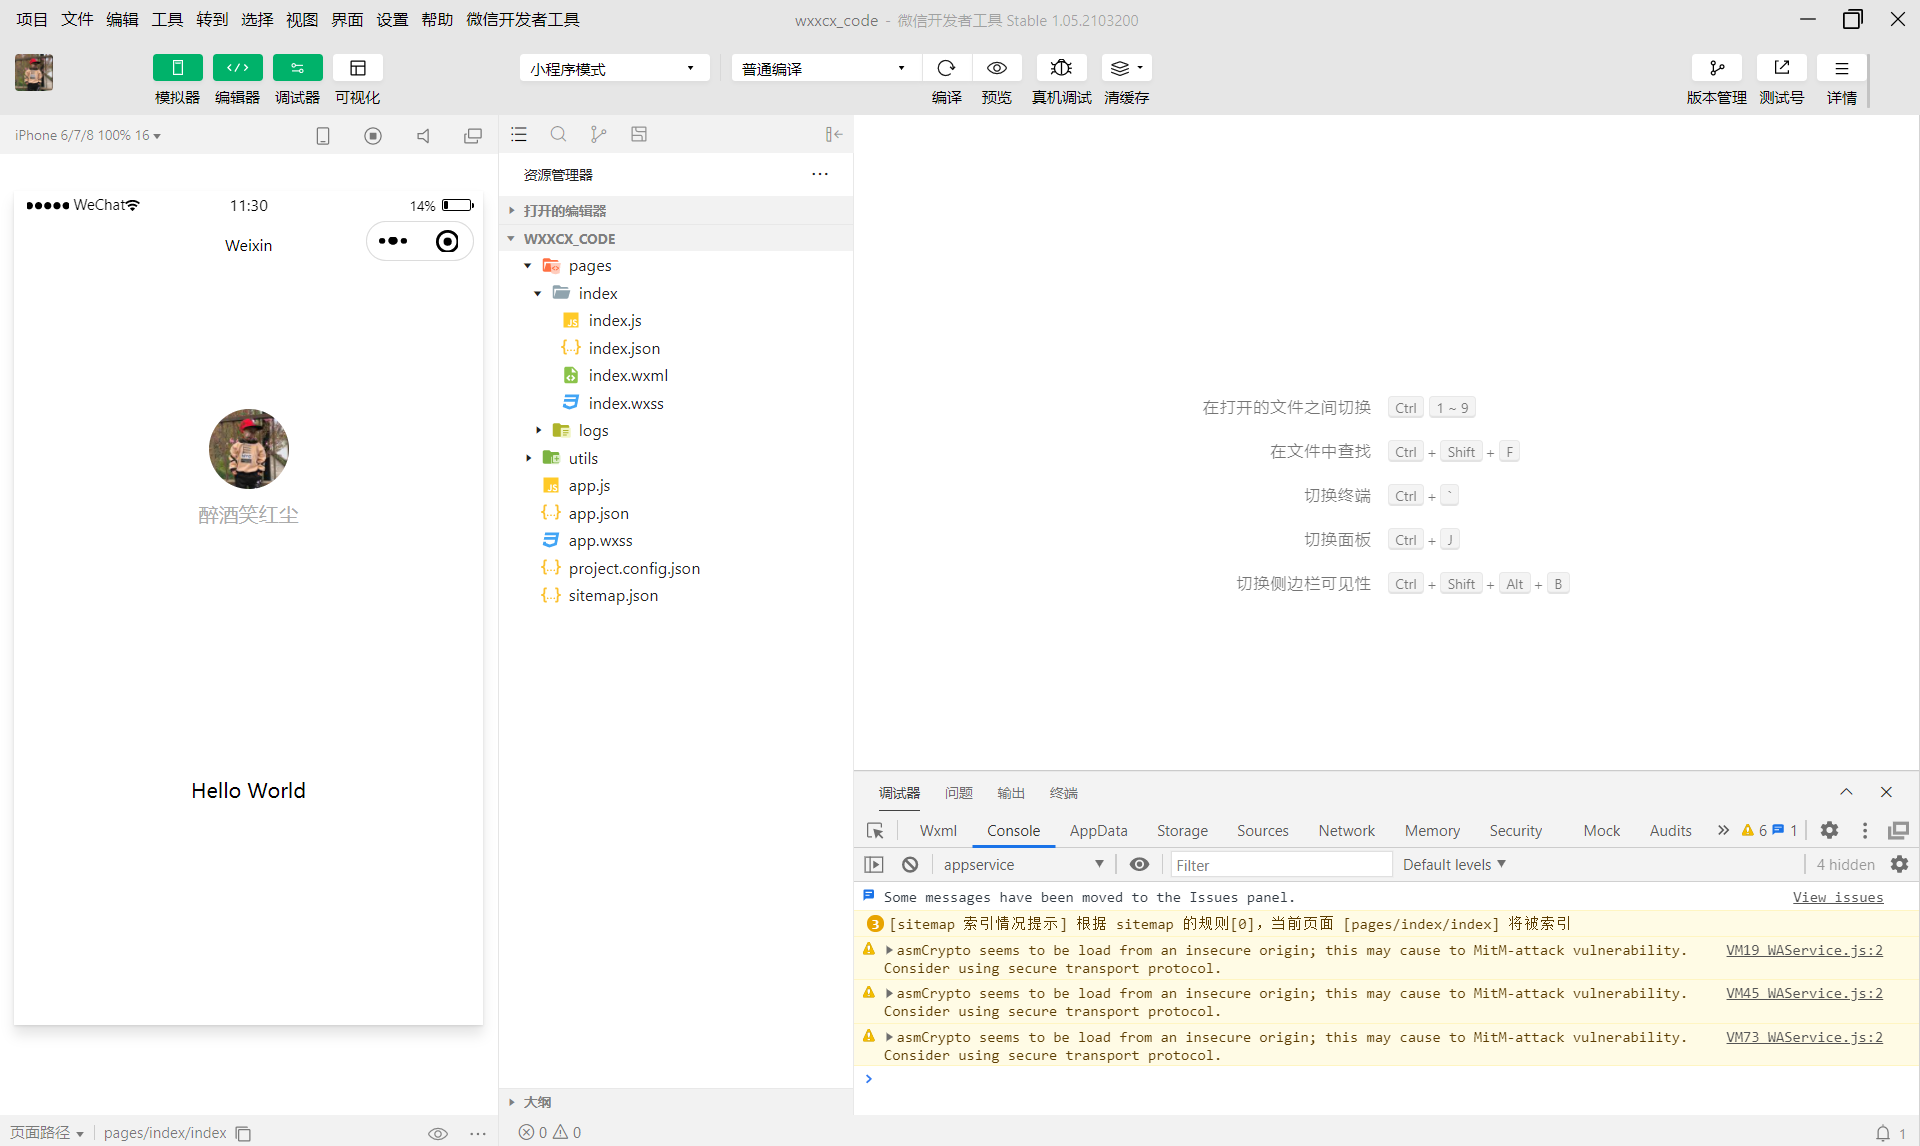 项目 文件 编辑 工具 转到 选择 视图 界面 设置 帮助 微信开发者工具
wxxcx_code - 微信开发者工具 Stable 1.05.2103200
模拟器 编辑器 调试器 可视化
小程序模式
普通编译
编译 预览 真机调试 清缓存
版本管理 测试号 详情
iPhone 6/7/8 100% 16
WeChat 11:30 14%
Weixin
醉酒笑红尘
Hello World
页面路径 pages/index/index
资源管理器
打开的编辑器
WXXCX_CODE
pages
index
index.js
index.json
index.wxml
index.wxss
logs
utils
app.js
app.json
app.wxss
project.config.json
sitemap.json
大纲
0 0
在打开的文件之间切换 Ctrl 1 ~ 9
在文件中查找 Ctrl + Shift + F
切换终端 Ctrl + `
切换面板 Ctrl + J
切换侧边栏可见性 Ctrl + Shift + Alt + B
调试器 问题 输出 终端
Wxml Console AppData Storage Sources Network Memory Security Mock Audits 6 1
appservice Filter Default levels 4 hidden
Some messages have been moved to the Issues panel. View issues
3 [sitemap 索引情况提示] 根据 sitemap 的规则[0]，当前页面 [pages/index/index] 将被索引
asmCrypto seems to be load from an insecure origin; this may cause to MitM-attack vulnerability. VM19 WAService.js:2
Consider using secure transport protocol.
asmCrypto seems to be load from an insecure origin; this may cause to MitM-attack vulnerability. VM45 WAService.js:2
Consider using secure transport protocol.
asmCrypto seems to be load from an insecure origin; this may cause to MitM-attack vulnerability. VM73 WAService.js:2
Consider using secure transport protocol.
1